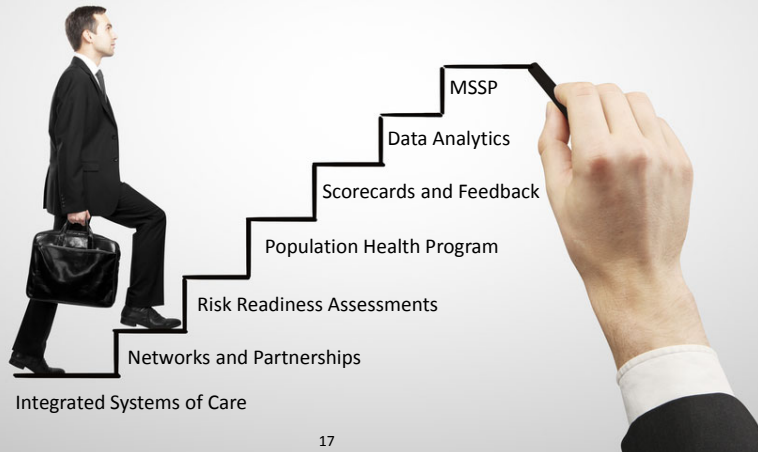 MSSP
Data Analytics
Scorecards and Feedback
Population Health Program
Risk Readiness Assessments
Networks and Partnerships
Integrated Systems of Care
17